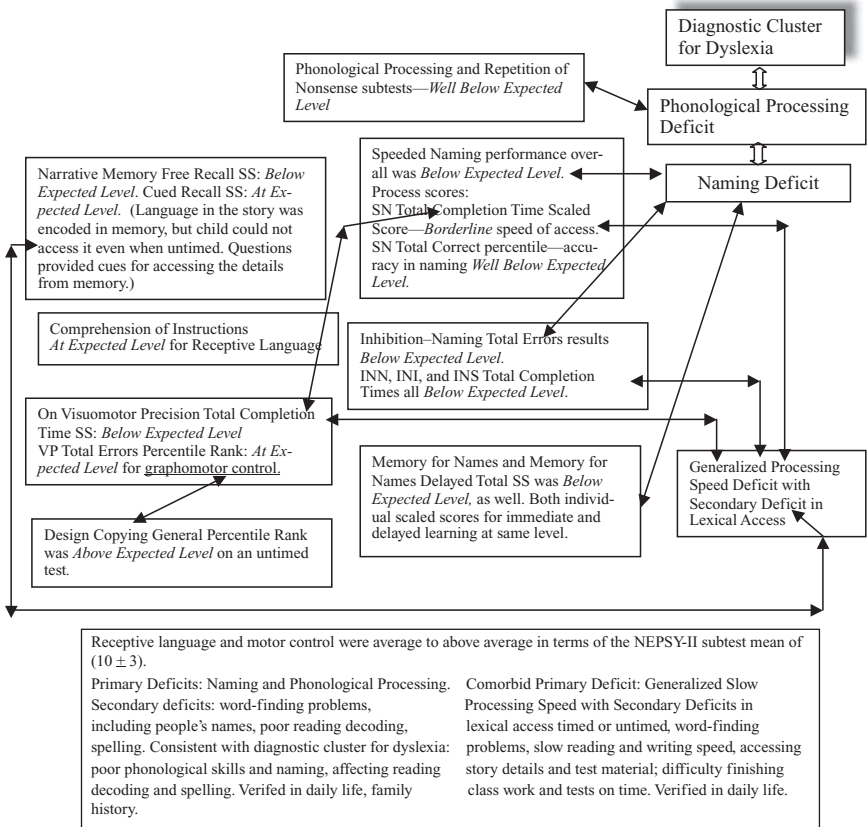 Diagnostic Cluster
for Dyslexia
Phonological Processing and Repetition of
Nonsense subtests—Well Below Expected
Level
Phonological Processing
Deficit
Speeded Naming performance over-
all was Below Expected Level.
Process scores:
SN Total Completion Time Scaled
Score—Borderline speed of access.
SN Total Correct percentile—accu-
racy in naming Well Below Expected
Level.
Naming Deficit
Narrative Memory Free Recall SS: Below
Expected Level. Cued Recall SS: At Ex-
pected Level. (Language in the story was
encoded in memory, but child could not
access it even when untimed. Questions
provided cues for accessing the details
from memory.)
Comprehension of Instructions
At Expected Level for Receptive Language
Inhibition–Naming Total Errors results
Below Expected Level.
INN, INI, and INS Total Completion
Times all Below Expected Level.
On Visuomotor Precision Total Completion
Time SS: Below Expected Level
VP Total Errors Percentile Rank: At Ex-
pected Level for graphomotor control.
Memory for Names and Memory for
Names Delayed Total SS was Below
Expected Level, as well. Both individ-
ual scaled scores for immediate and
delayed learning at same level.
Generalized Processing
Speed Deficit with
Secondary Deficit in
Lexical Access
Design Copying General Percentile Rank
was Above Expected Level on an untimed
test.
Receptive language and motor control were average to above average in terms of the NEPSY-II subtest mean of
(10 ± 3).
Primary Deficits: Naming and Phonological Processing.
Secondary deficits: word-finding problems,
including people's names, poor reading decoding,
spelling. Consistent with diagnostic cluster for dyslexia:
poor phonological skills and naming, affecting reading
decoding and spelling. Verifed in daily life, family
history.
Comorbid Primary Deficit: Generalized Slow
Processing Speed with Secondary Deficits in
lexical access timed or untimed, word-finding
problems, slow reading and writing speed, accessing
story details and test material; difficulty finishing
class work and tests on time. Verified in daily life.